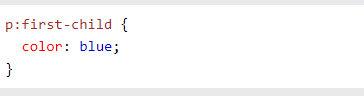 p:first-child {
  color: blue;
}